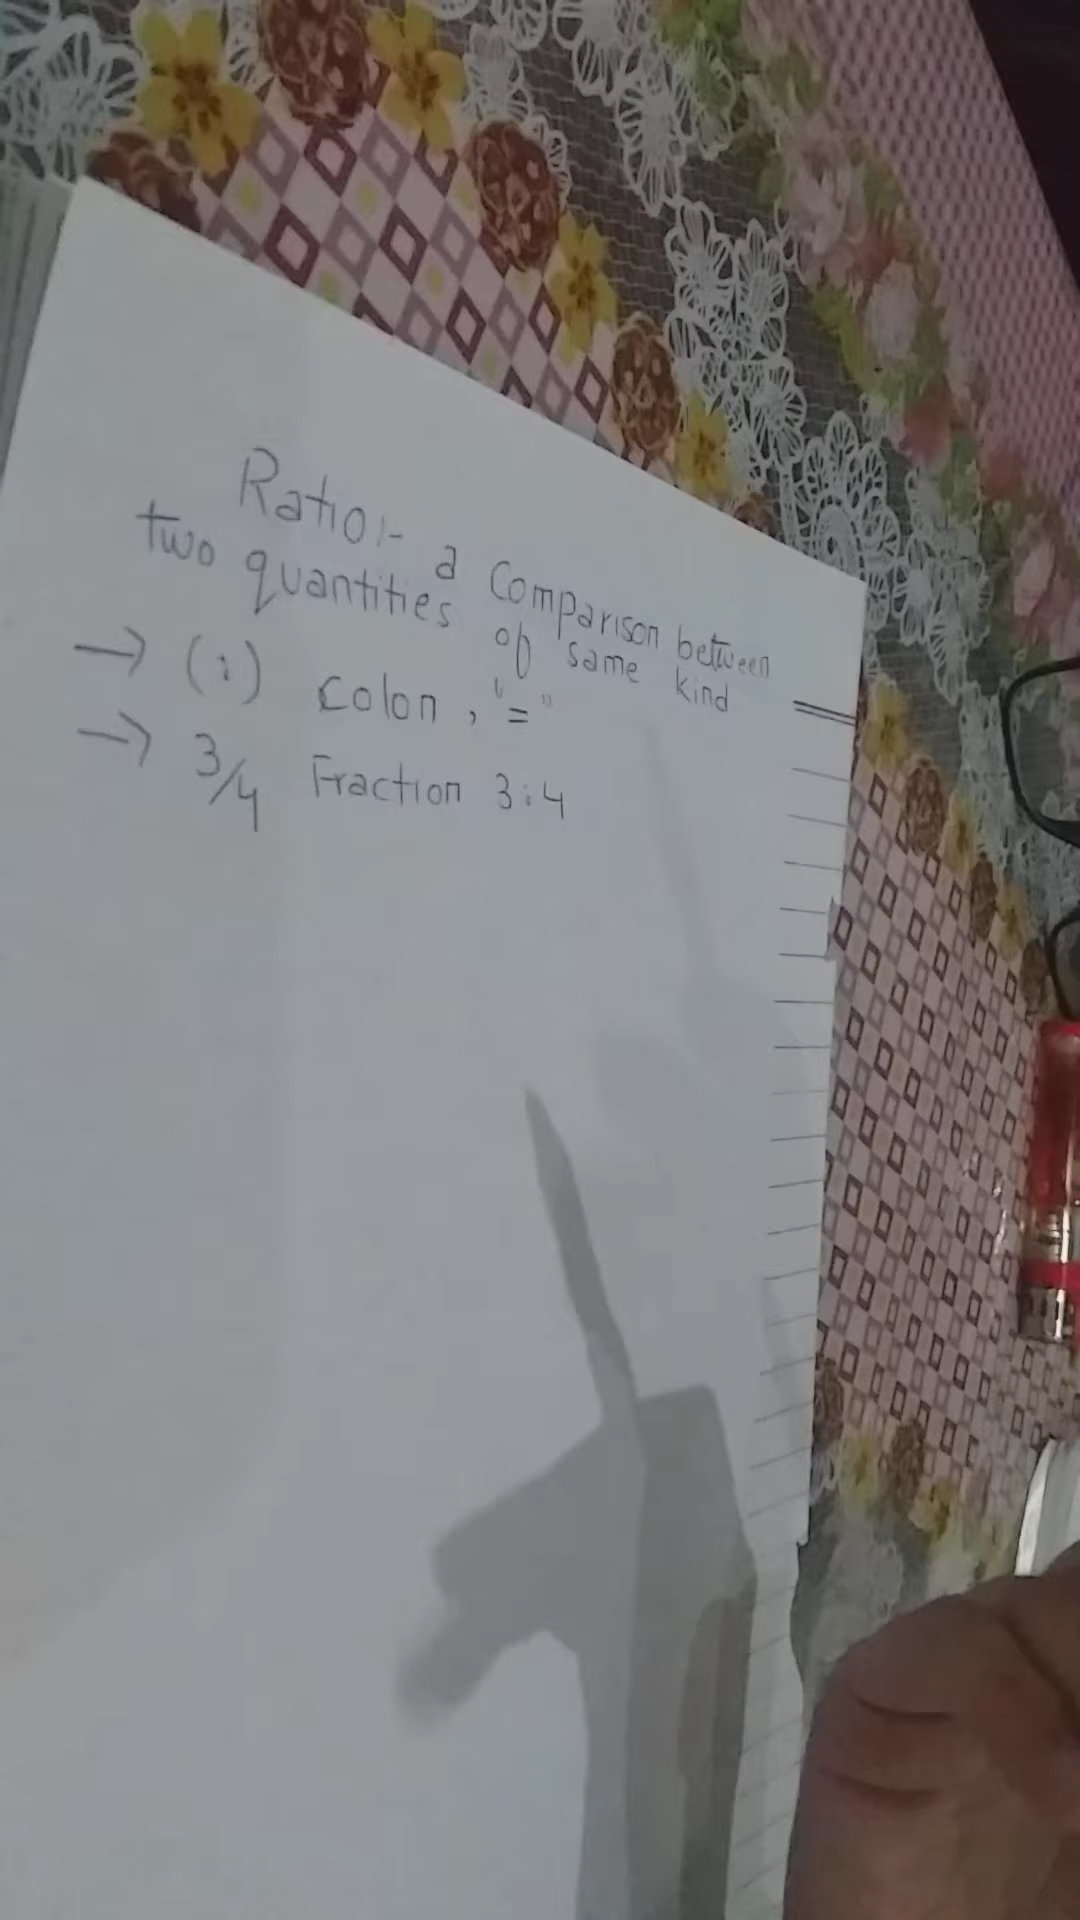 Ratio:- a Comparison between
two quantities of same kind
→ (:) colon, "="
→ 3/4 Fraction 3:4